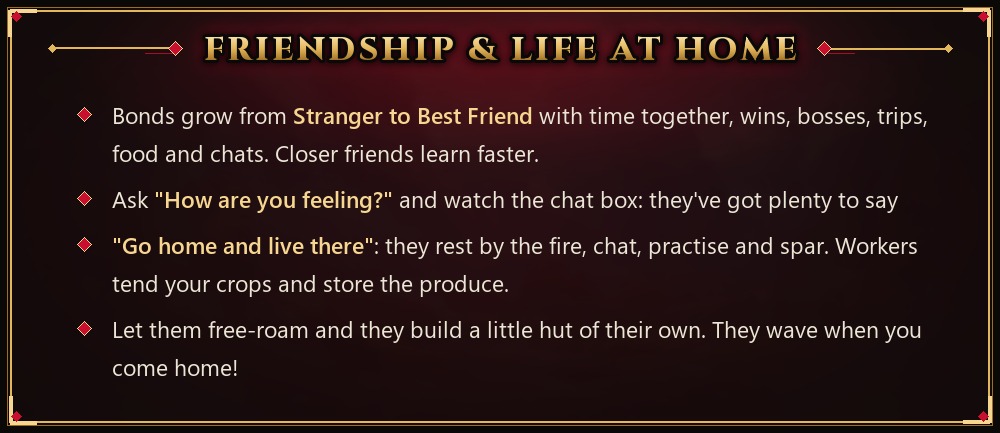 FRIENDSHIP & LIFE AT HOME
Bonds grow from Stranger to Best Friend with time together, wins, bosses, trips,
food and chats. Closer friends learn faster.
Ask "How are you feeling?" and watch the chat box: they've got plenty to say
"Go home and live there": they rest by the fire, chat, practise and spar. Workers
tend your crops and store the produce.
Let them free-roam and they build a little hut of their own. They wave when you
come home!